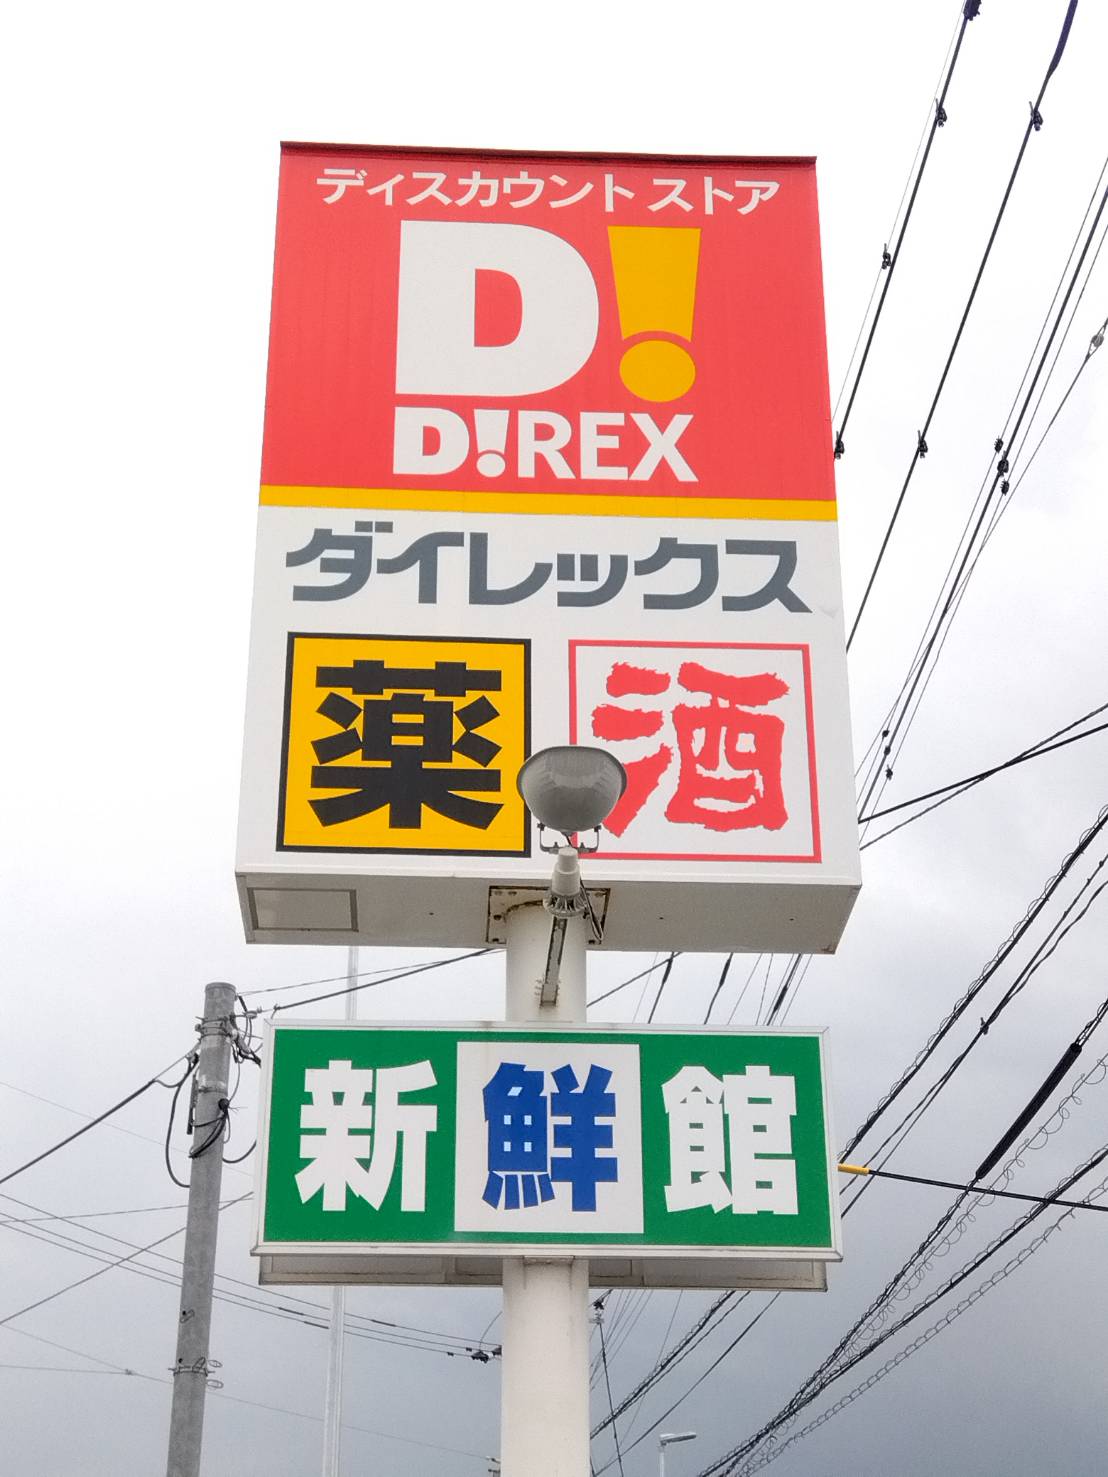 ディスカウント ストア
D!
D!REX
ダイレックス
薬 酒
新鮮館